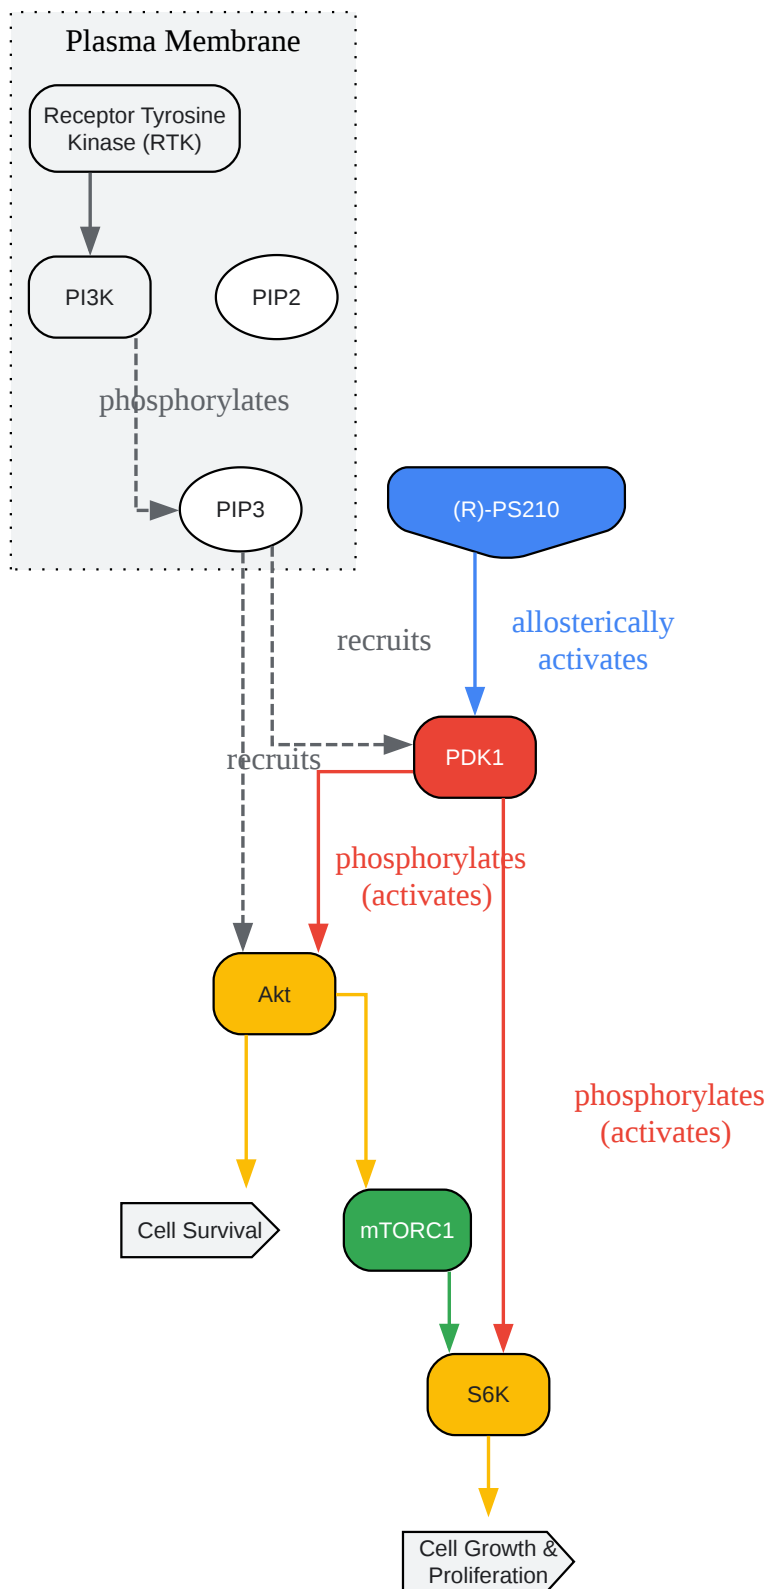 Plasma Membrane
Receptor Tyrosine
Kinase (RTK)
PI3K
PIP2
phosphorylates
PIP3
(R)-PS210
recruits
allosterically
activates
recruits
PDK1
phosphorylates
(activates)
Akt
phosphorylates
(activates)
Cell Survival
mTORC1
S6K
Cell Growth &
Proliferation